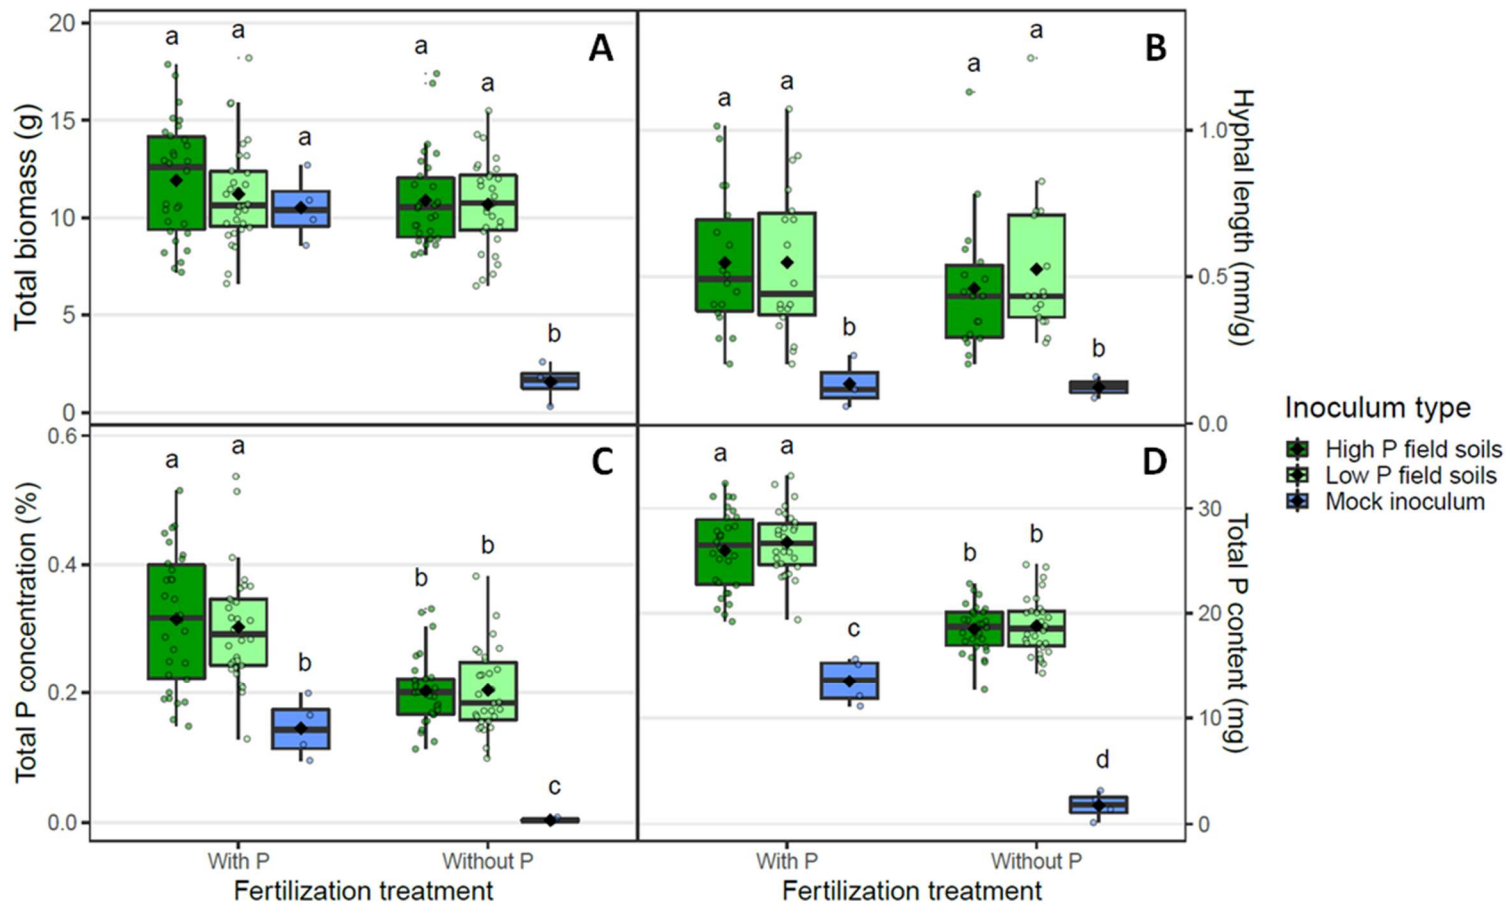 20
15
10
5
0
Total biomass (g)
a a a a a b
A
a a a a b b
B
1.0
0.5
0.0
Hyphal length (mm/g)
0.6
0.4
0.2
0.0
Total P concentration (%)
a a b b b c
C
a a c b b d
D
30
20
10
0
Total P content (mg)
With P Without P
Fertilization treatment
With P Without P
Fertilization treatment
Inoculum type
High P field soils
Low P field soils
Mock inoculum